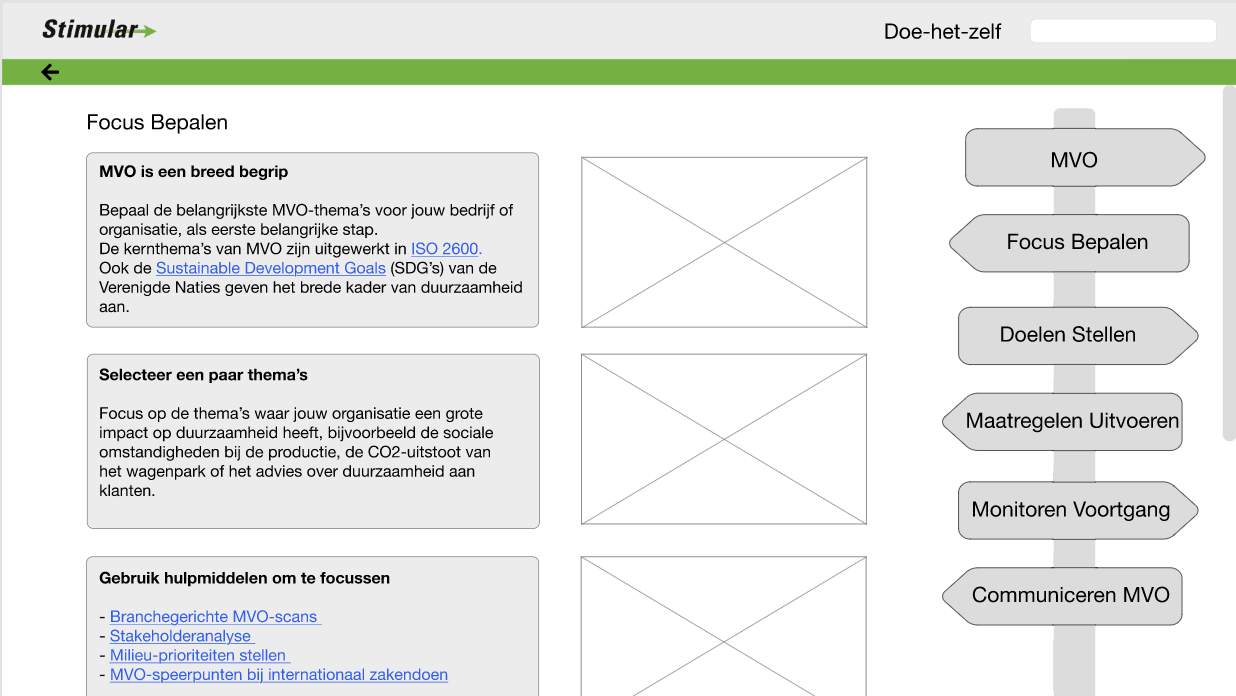 Stimular
Doe-het-zelf
Focus Bepalen
MVO is een breed begrip
Bepaal de belangrijkste MVO-thema's voor jouw bedrijf of
organisatie, als eerste belangrijke stap.
De kernthema's van MVO zijn uitgewerkt in ISO 2600.
Ook de Sustainable Development Goals (SDG's) van de
Verenigde Naties geven het brede kader van duurzaamheid
aan.
Selecteer een paar thema's
Focus op de thema's waar jouw organisatie een grote
impact op duurzaamheid heeft, bijvoorbeeld de sociale
omstandigheden bij de productie, de CO2-uitstoot van
het wagenpark of het advies over duurzaamheid aan
klanten.
Gebruik hulpmiddelen om te focussen
- Branchegerichte MVO-scans
- Stakeholderanalyse
- Milieu-prioriteiten stellen
- MVO-speerpunten bij internationaal zakendoen
MVO
Focus Bepalen
Doelen Stellen
Maatregelen Uitvoeren
Monitoren Voortgang
Communiceren MVO